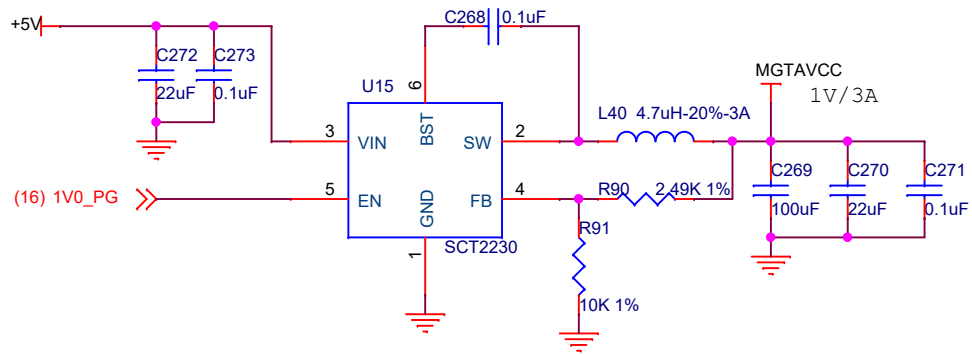 C268 0.1uF
+5V
C272 C273
22uF 0.1uF
U15
6
BST
MGTAVCC
1V/3A
3 VIN SW 2
L40 4.7uH-20%-3A
(16) 1V0_PG
5 EN FB 4
GND
1
SCT2230
R90 2.49K 1%
R91
10K 1%
C269 C270 C271
100uF 22uF 0.1uF